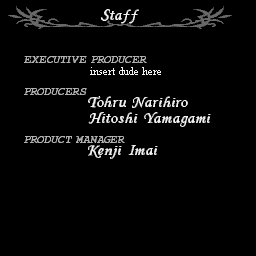 Staff
EXECUTIVE PRODUCER
insert dude here
PRODUCERS
Tohru Narihiro
Hitoshi Yamagami
PRODUCT MANAGER
Kenji Imai